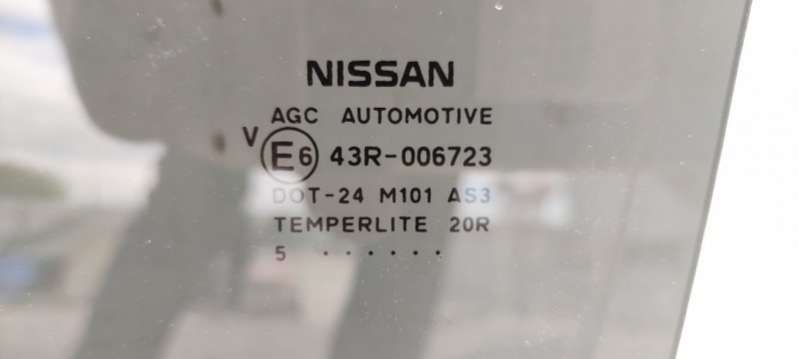 NISSAN
AGC AUTOMOTIVE
V E6 43R-006723
DOT-24 M101 AS3
TEMPERLITE 20R
5 ......